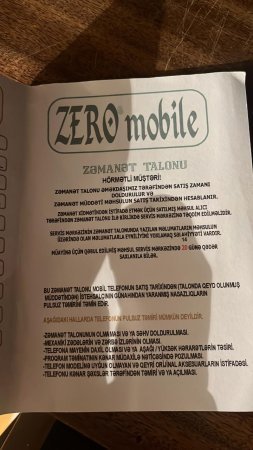 ZERO® mobile
ZƏMANƏT TALONU
HÖRMƏTLİ MÜŞTƏRİ!
ZƏMANƏT TALONU ƏMƏKDAŞIMIZ TƏRƏFİNDƏN SATIŞ ZAMANI
DOLDURULUR VƏ
ZƏMANƏT MÜDDƏTİ MƏHSULUN SATIŞ TARİXİNDƏN HESABLANIR.
ZƏMANƏT XİDMƏTİNDƏN İSTİFADƏ ETMƏK ÜÇÜN SATILMIŞ MƏHSUL ALICI
TƏRƏFİNDƏN ZƏMANƏT TALONU İLƏ BİRLİKDƏ SERVİS MƏRKƏZİNƏ TƏQDİM EDİLMƏLİDİR.
SERVİS MƏRKƏZİNİN ZƏMANƏT TALONUNDA YAZILAN MƏLUMATLARIN MƏHSULUN
ÜZƏRİNDƏ OLAN MƏLUMATLARLA EYNİLİYİNİ YOXLAMAQ SƏLAHİYYƏTİ VARDIR.
14
MÜAYİNƏ ÜÇÜN QƏBUL EDİLMİŞ MƏHSUL SERVİS MƏRKƏZİNDƏ 20 GÜNƏ QƏDƏR
SAXLANILA BİLƏR.
BU ZƏMANƏT TALONU MOBİL TELEFONUN SATIŞ TARİXİNDƏN (TALONDA QEYD OLUNMUŞ
MÜDDƏTİNDƏ) İSTEHSALÇININ GÜNAHINDAN YARANMIŞ NASAZLIQLARIN
PULSUZ TƏMİRİNİ TƏMİN EDİR.
AŞAĞIDAKI HALLARDA TELEFONUN PULSUZ TƏMİRİ MÜMKÜN DEYİLDİR.
-ZƏMANƏT TALONUNUN OLMAMASI VƏ YA SƏHV DOLDURULMASI.
-MEXANİKİ ZƏDƏLƏRİN VƏ ZƏRBƏ İZLƏRİNİN OLMASI.
-TELEFONA MAYENİN DAXİL OLMASI VƏ YA AŞAĞI /YÜKSƏK HƏRARƏTLƏRİN TƏSİRİ.
-PROGRAM TƏMİNATININ KƏNAR MÜDAXİLƏ NƏTİCƏSİNDƏ POZULMASI.
-TELEFON MODELİNƏ UYĞUN OLMAYAN VƏ QEYRİ ORİJİNAL AKSESUARLARIN İSTİFADƏSİ.
-TELEFONU KƏNAR ŞƏXSLƏR TƏRƏFİNDƏN TƏMİRİ VƏ YA AÇILMASI.